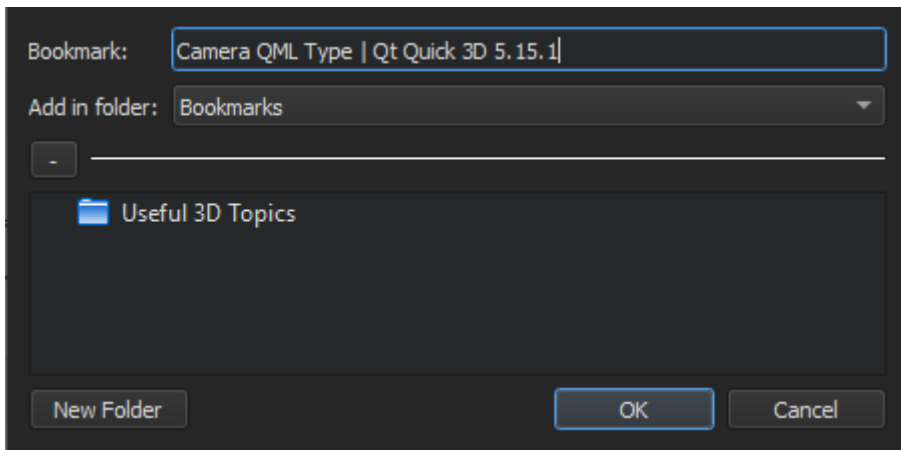 Bookmark: Camera QML Type | Qt Quick 3D 5.15.1
Add in folder: Bookmarks
-
Useful 3D Topics
New Folder OK Cancel